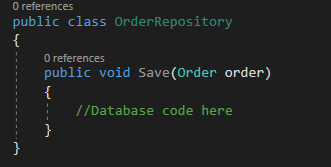 0 references
public class OrderRepository
{
0 references
public void Save(Order order)
{
//Database code here
}
}